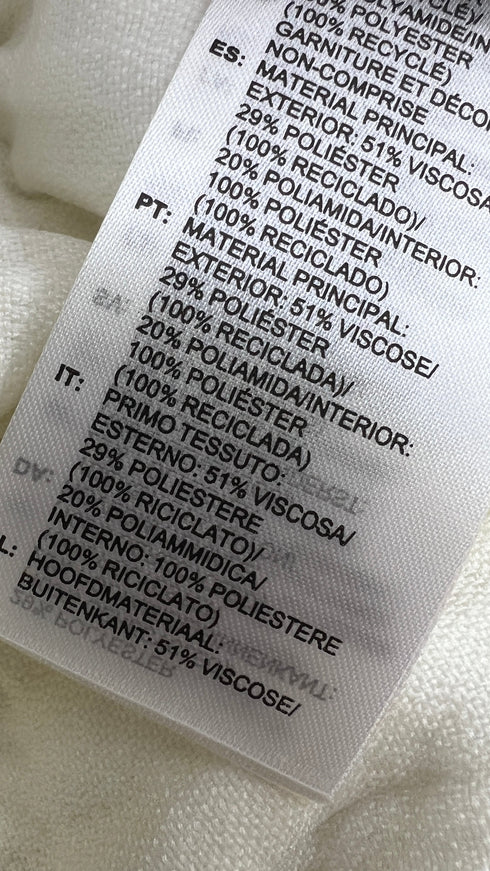 POLYAMIDE/IN
% POLYESTER
(100% RECYCLÉ)
GARNITURE ET DÉCO
NON-COMPRISE
ES: MATERIAL PRINCIPAL:
EXTERIOR: 51% VISCOSA
29% POLIÉSTER
(100% RECICLADO)/
20% POLIAMIDA/INTERIOR:
100% POLIÉSTER
(100% RECICLADO)
PT: MATERIAL PRINCIPAL:
EXTERIOR: 51% VISCOSE/
29% POLIÉSTER
(100% RECICLADA)/
20% POLIAMIDA/INTERIOR:
100% POLIÉSTER
(100% RECICLADA)
IT: PRIMO TESSUTO:
ESTERNO: 51% VISCOSA/
29% POLIESTERE
(100% RICICLATO)/
20% POLIAMMIDICA/
INTERNO: 100% POLIESTERE
(100% RICICLATO)
L: HOOFDMATERIAAL:
BUITENKANT: 51% VISCOSE/